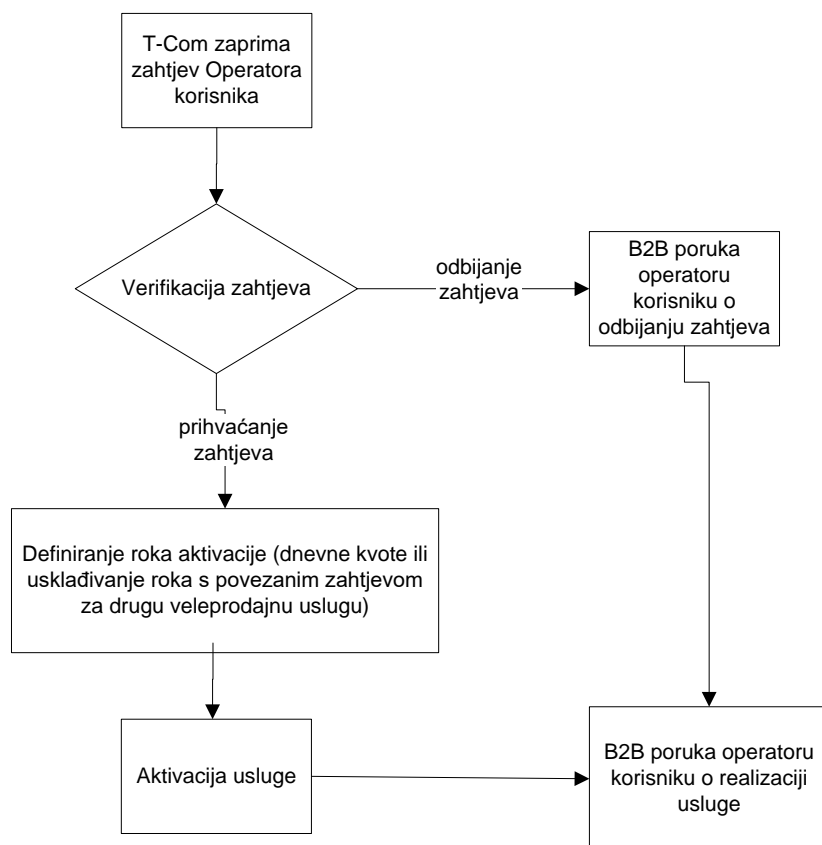 T-Com zaprima
zahtjev Operatora
korisnika
Verifikacija zahtjeva
odbijanje
zahtjeva
B2B poruka
operatoru
korisniku o
odbijanju zahtjeva
prihvaćanje
zahtjeva
Definiranje roka aktivacije (dnevne kvote ili
usklađivanje roka s povezanim zahtjevom
za drugu veleprodajnu uslugu)
Aktivacija usluge
B2B poruka operatoru
korisniku o realizaciji
usluge